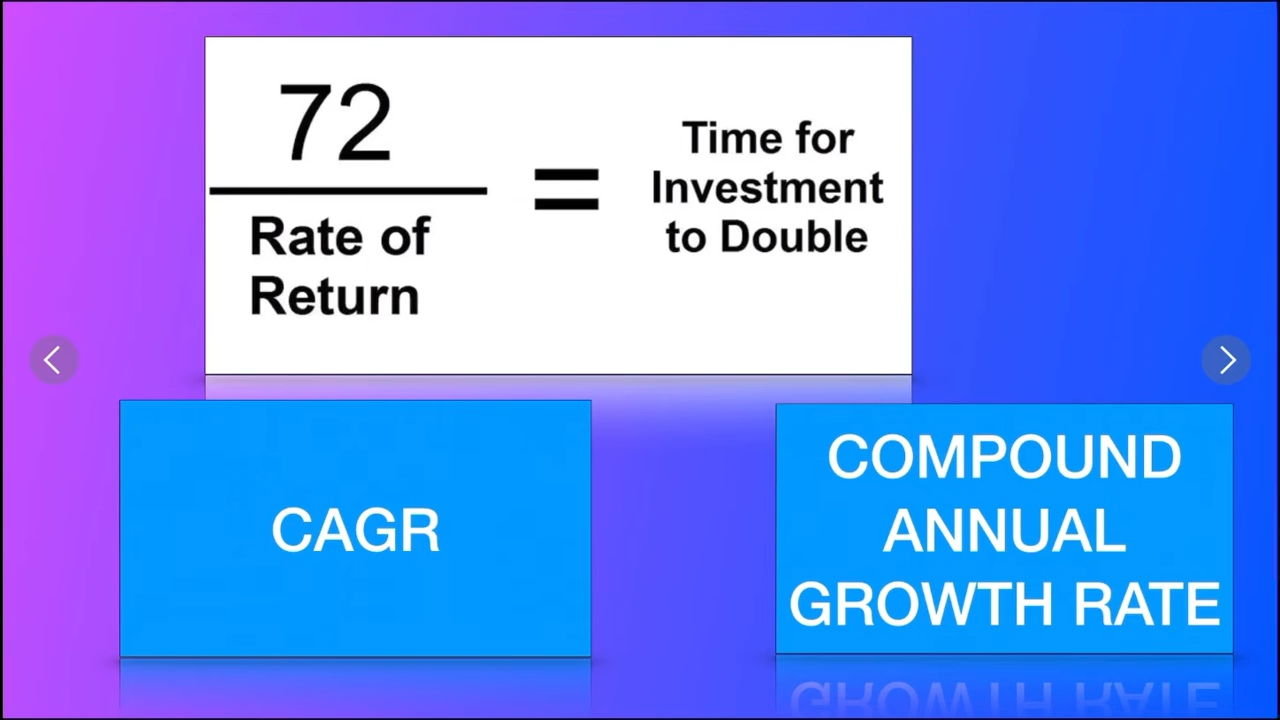 72
Rate of
Return
=
Time for
Investment
to Double
CAGR
COMPOUND
ANNUAL
GROWTH RATE